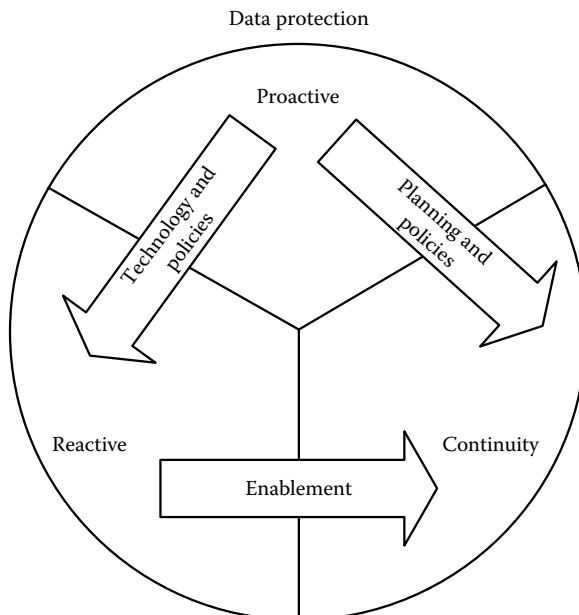 Data protection
Proactive
Technology and
policies
Planning and
policies
Reactive
Continuity
Enablement